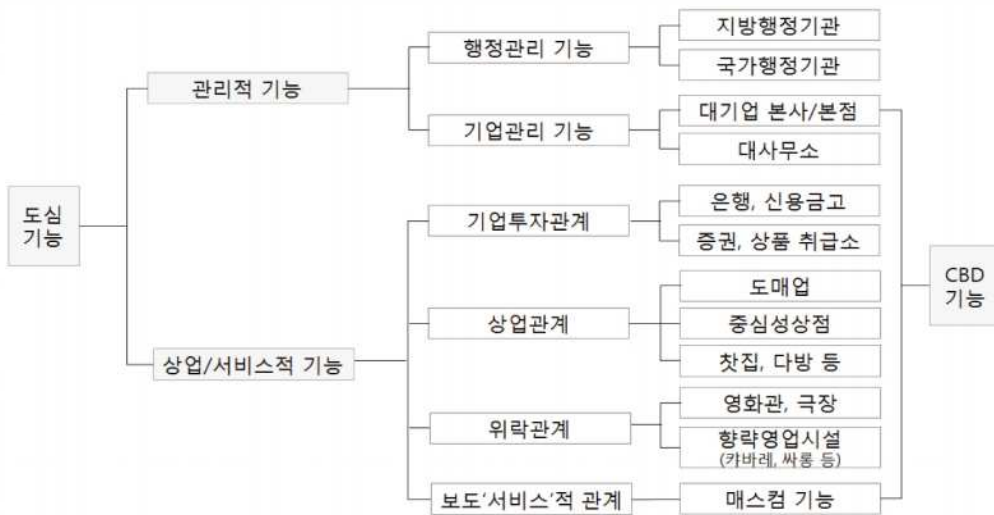 도심
기능
관리적 기능
행정관리 기능
지방행정기관
국가행정기관
기업관리 기능
대기업 본사/본점
대사무소
상업/서비스적 기능
기업투자관계
은행, 신용금고
증권, 상품 취급소
상업관계
도매업
중심성상점
찻집, 다방 등
위락관계
영화관, 극장
향략영업시설
(캬바레, 싸롱 등)
보도‘서비스’적 관계
매스컴 기능
CBD
기능